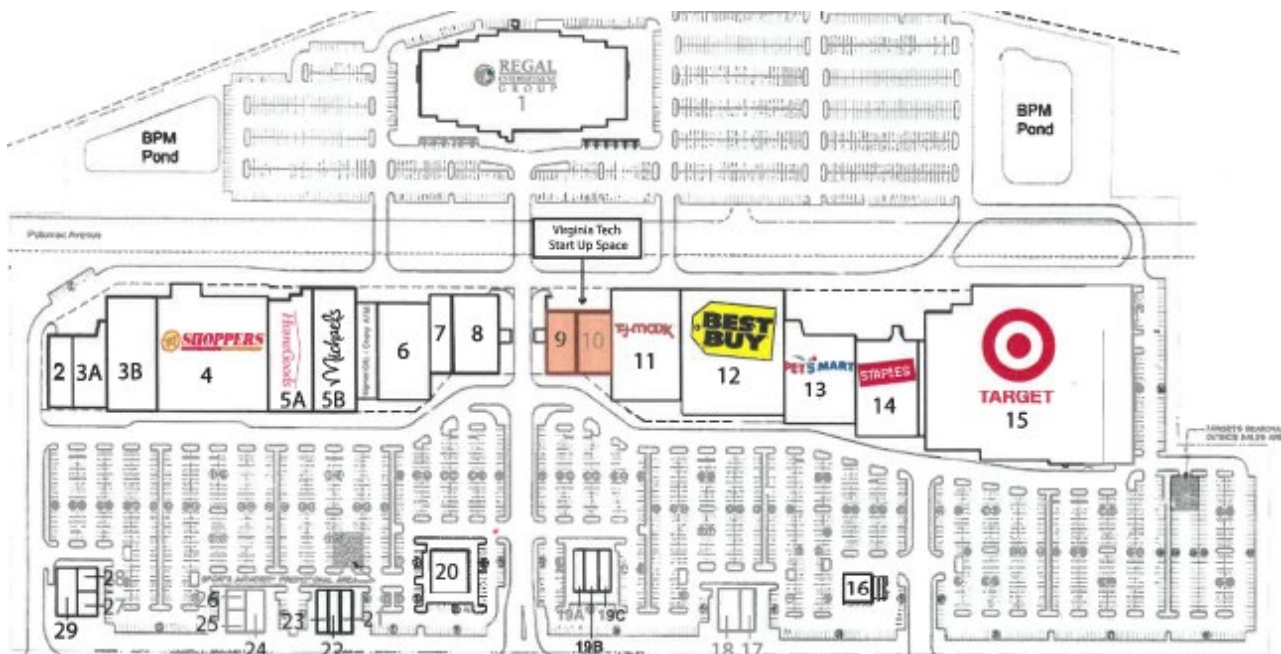 REGAL
GROUP
1
BPM
Pond
BPM
Pond
Potomac Avenue
Virginia Tech
Start Up Space
2
3A
3B
SHOPPERS
4
HomeGoods
5A
Michaels
5B
6
7
8
9
10
T.J.maxx
11
BEST
BUY
12
PETSMART
13
STAPLES
14
TARGET
15
16
20
28
27
29
26
25
24
23
22
21
19A
19C
19B
18
17